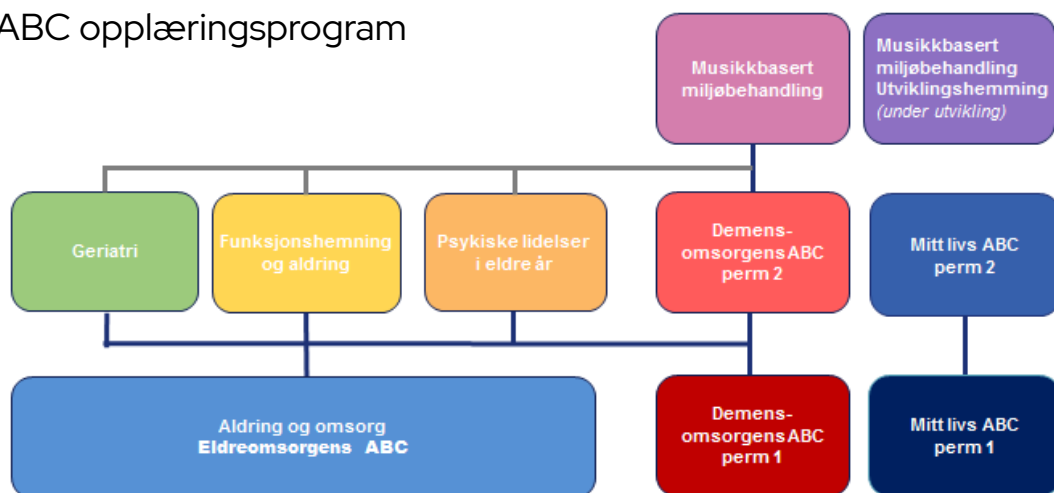 ABC opplæringsprogram
Musikkbasert
miljøbehandling
Musikkbasert
miljøbehandling
Utviklingshemming
(under utvikling)
Geriatri
Funksjonshemning
og aldring
Psykiske lidelser
i eldre år
Demens-
omsorgens ABC
perm 2
Mitt livs ABC
perm 2
Aldring og omsorg
Eldreomsorgens ABC
Demens-
omsorgens ABC
perm 1
Mitt livs ABC
perm 1